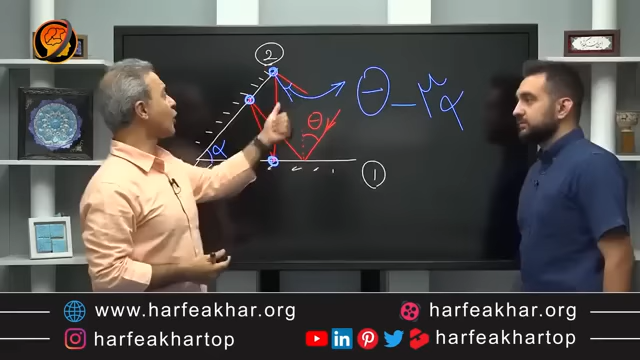 2
θ - ۳α
θ
α
1
www.harfeakhar.org
harfeakhar.org
harfeakhartop
harfeakhartop